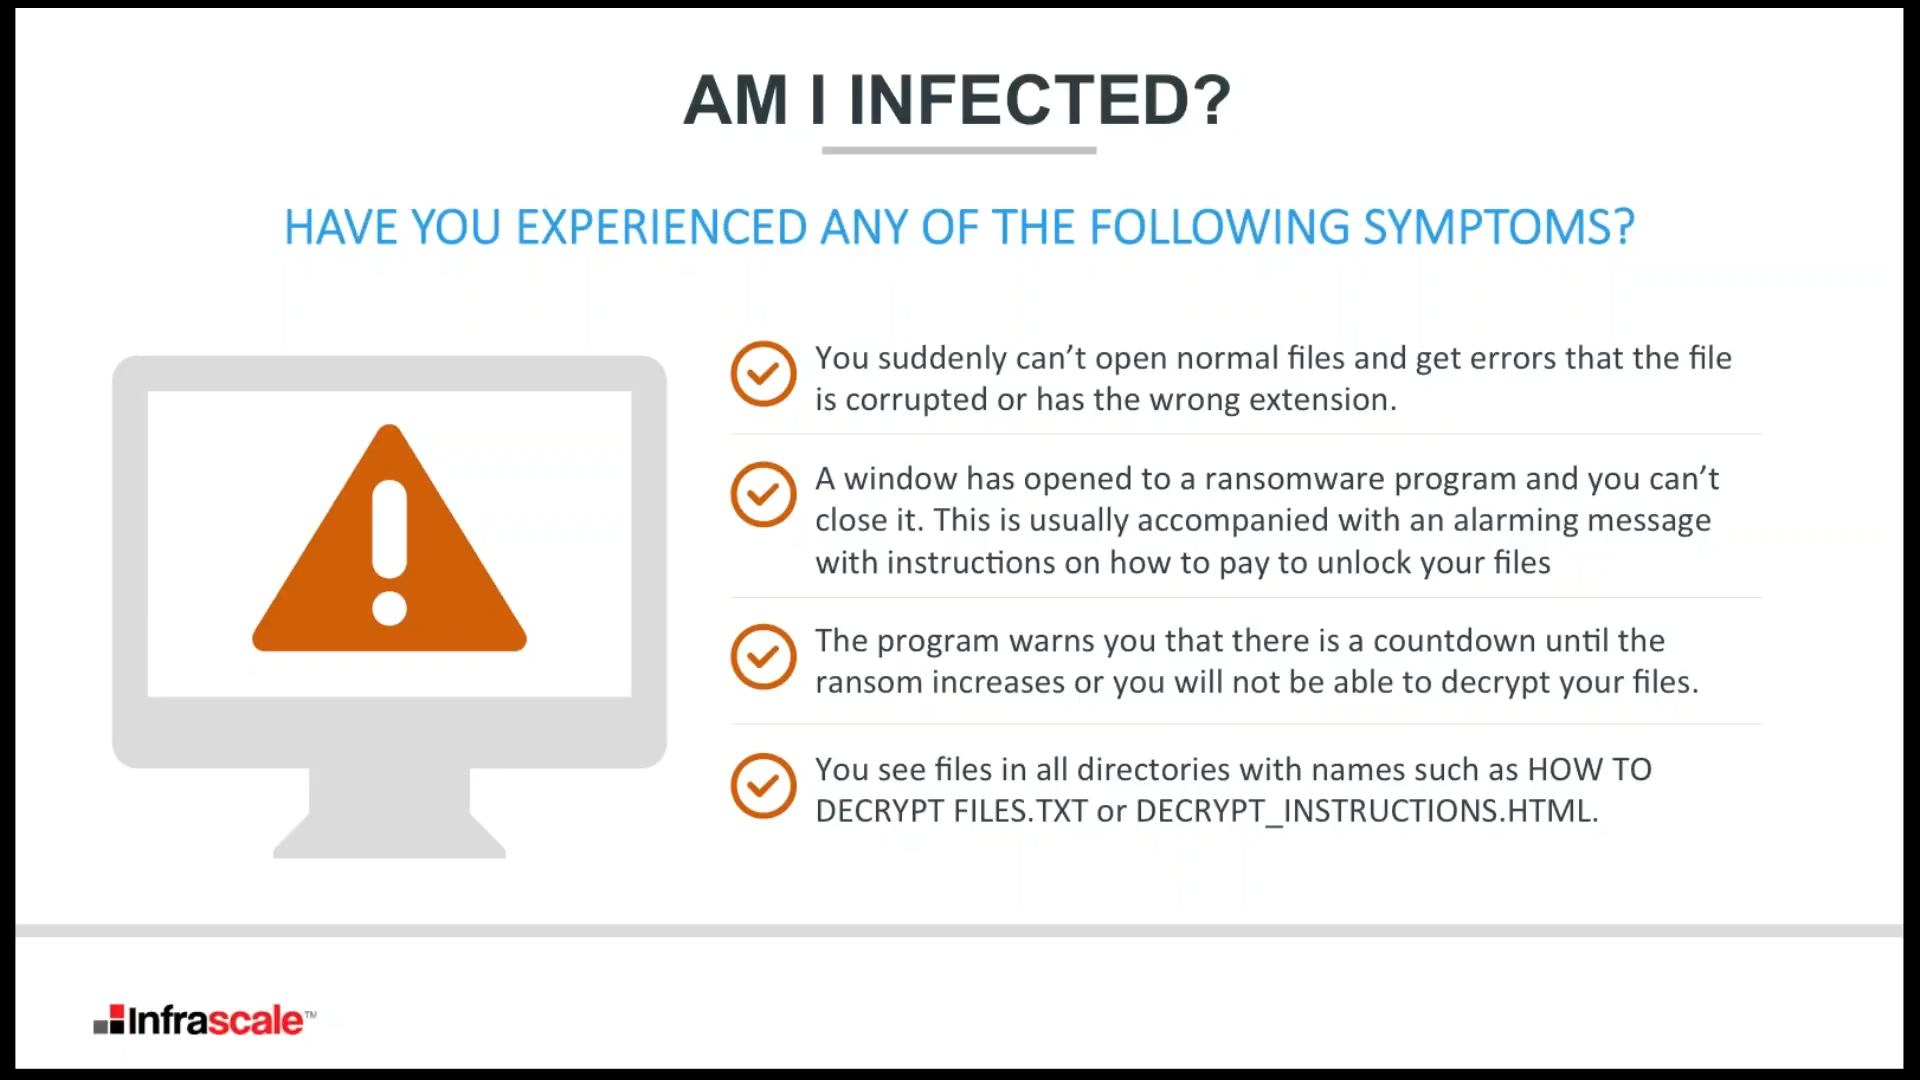 AM I INFECTED?
HAVE YOU EXPERIENCED ANY OF THE FOLLOWING SYMPTOMS?
You suddenly can’t open normal files and get errors that the file
is corrupted or has the wrong extension.
A window has opened to a ransomware program and you can’t
close it. This is usually accompanied with an alarming message
with instructions on how to pay to unlock your files
The program warns you that there is a countdown until the
ransom increases or you will not be able to decrypt your files.
You see files in all directories with names such as HOW TO
DECRYPT FILES.TXT or DECRYPT_INSTRUCTIONS.HTML.
Infrascale™